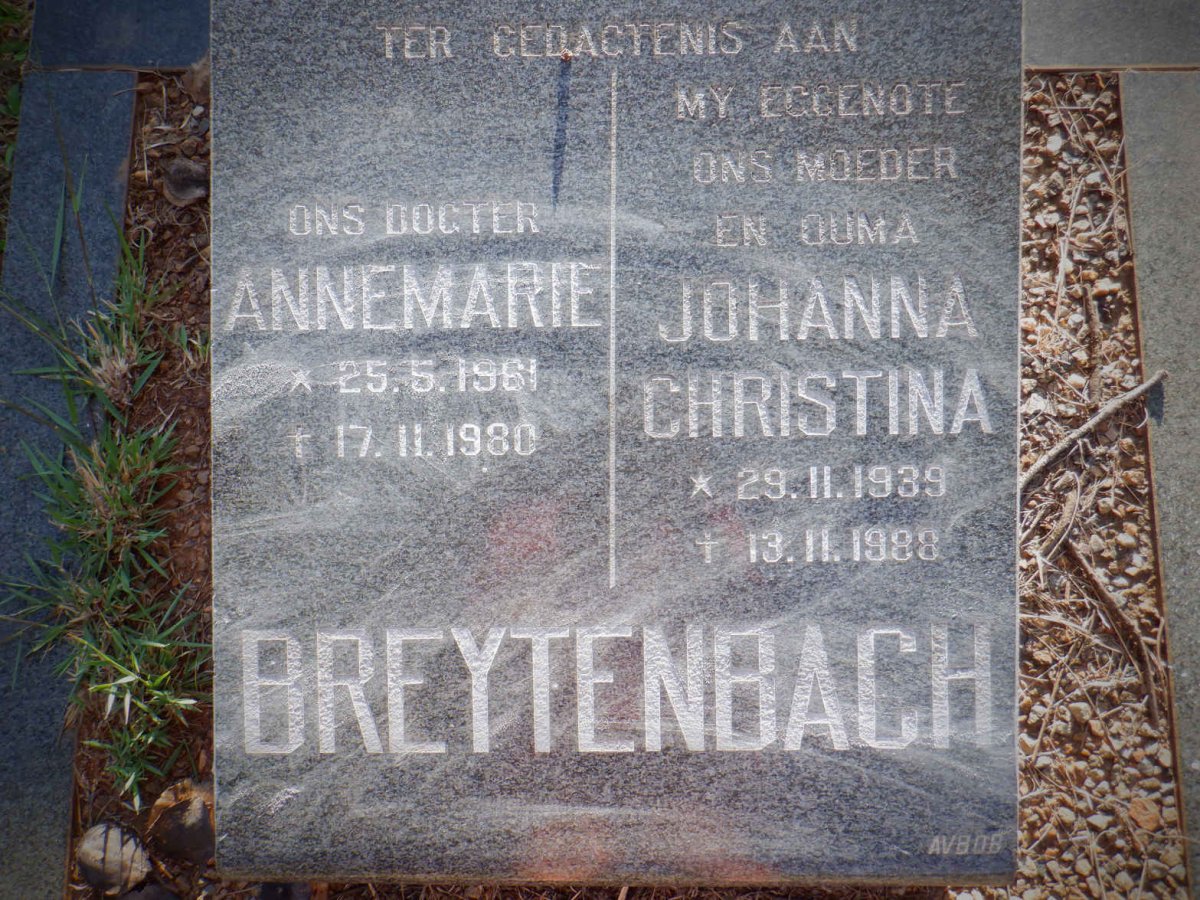 TER GEDAGTENIS AAN
ONS DOGTER
ANNEMARIE
★ 25.5.1961
† 17.11.1980
MY EGGENOTE
ONS MOEDER
EN OUMA
JOHANNA
CHRISTINA
★ 29.11.1939
† 13.11.1988
BREYTENBACH
AVBOB